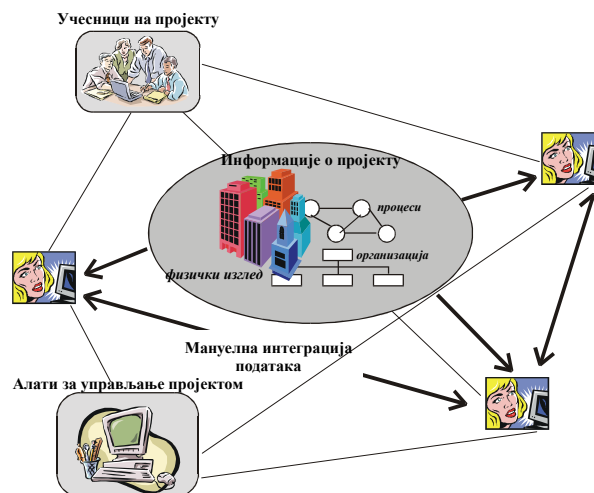 Учесници на пројекту
Информације о пројекту
процеси
организација
физички изглед
Мануелна интеграција
података
Алати за управљање пројектом